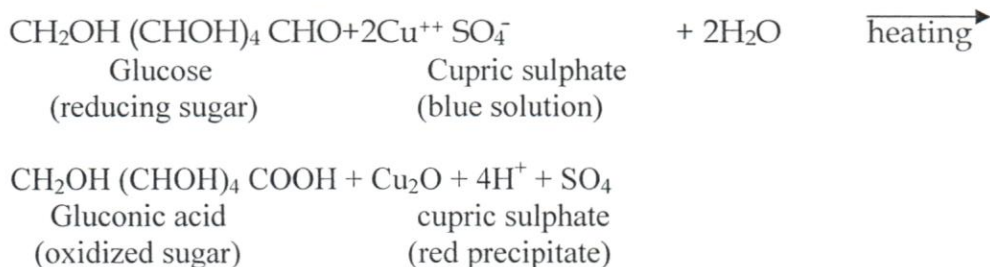 CH₂OH (CHOH)₄ CHO+2Cu⁺⁺ SO₄⁻ + 2H₂O heating
Glucose Cupric sulphate
(reducing sugar) (blue solution)
CH₂OH (CHOH)₄ COOH + Cu₂O + 4H⁺ + SO₄
Gluconic acid cupric sulphate
(oxidized sugar) (red precipitate)